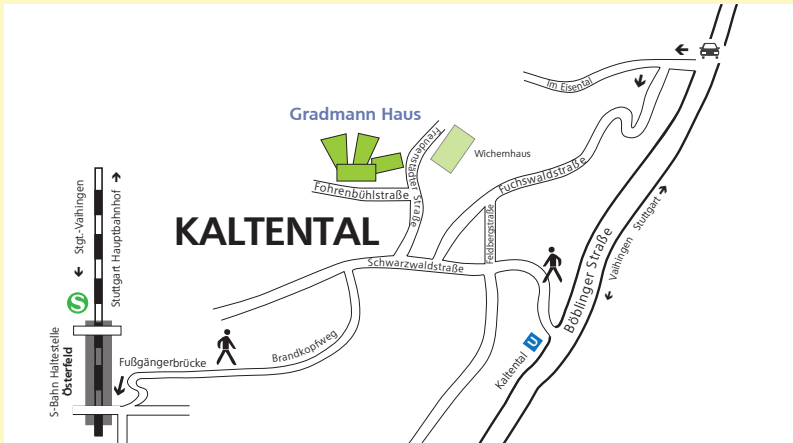 Im Eisental
Gradmann Haus
Freudenstädter Straße
Wichernhaus
Fuchswaldstraße
Fohrenbühlstraße
Feldbergstraße
KALTENTAL
Stgt.-Vaihingen
Stuttgart Hauptbahnhof
Schwarzwaldstraße
Böblinger Straße
Vaihingen
Stuttgart
S
S-Bahn Haltestelle
Österfeld
Fußgängerbrücke
Brandkopfweg
Kaltental
U